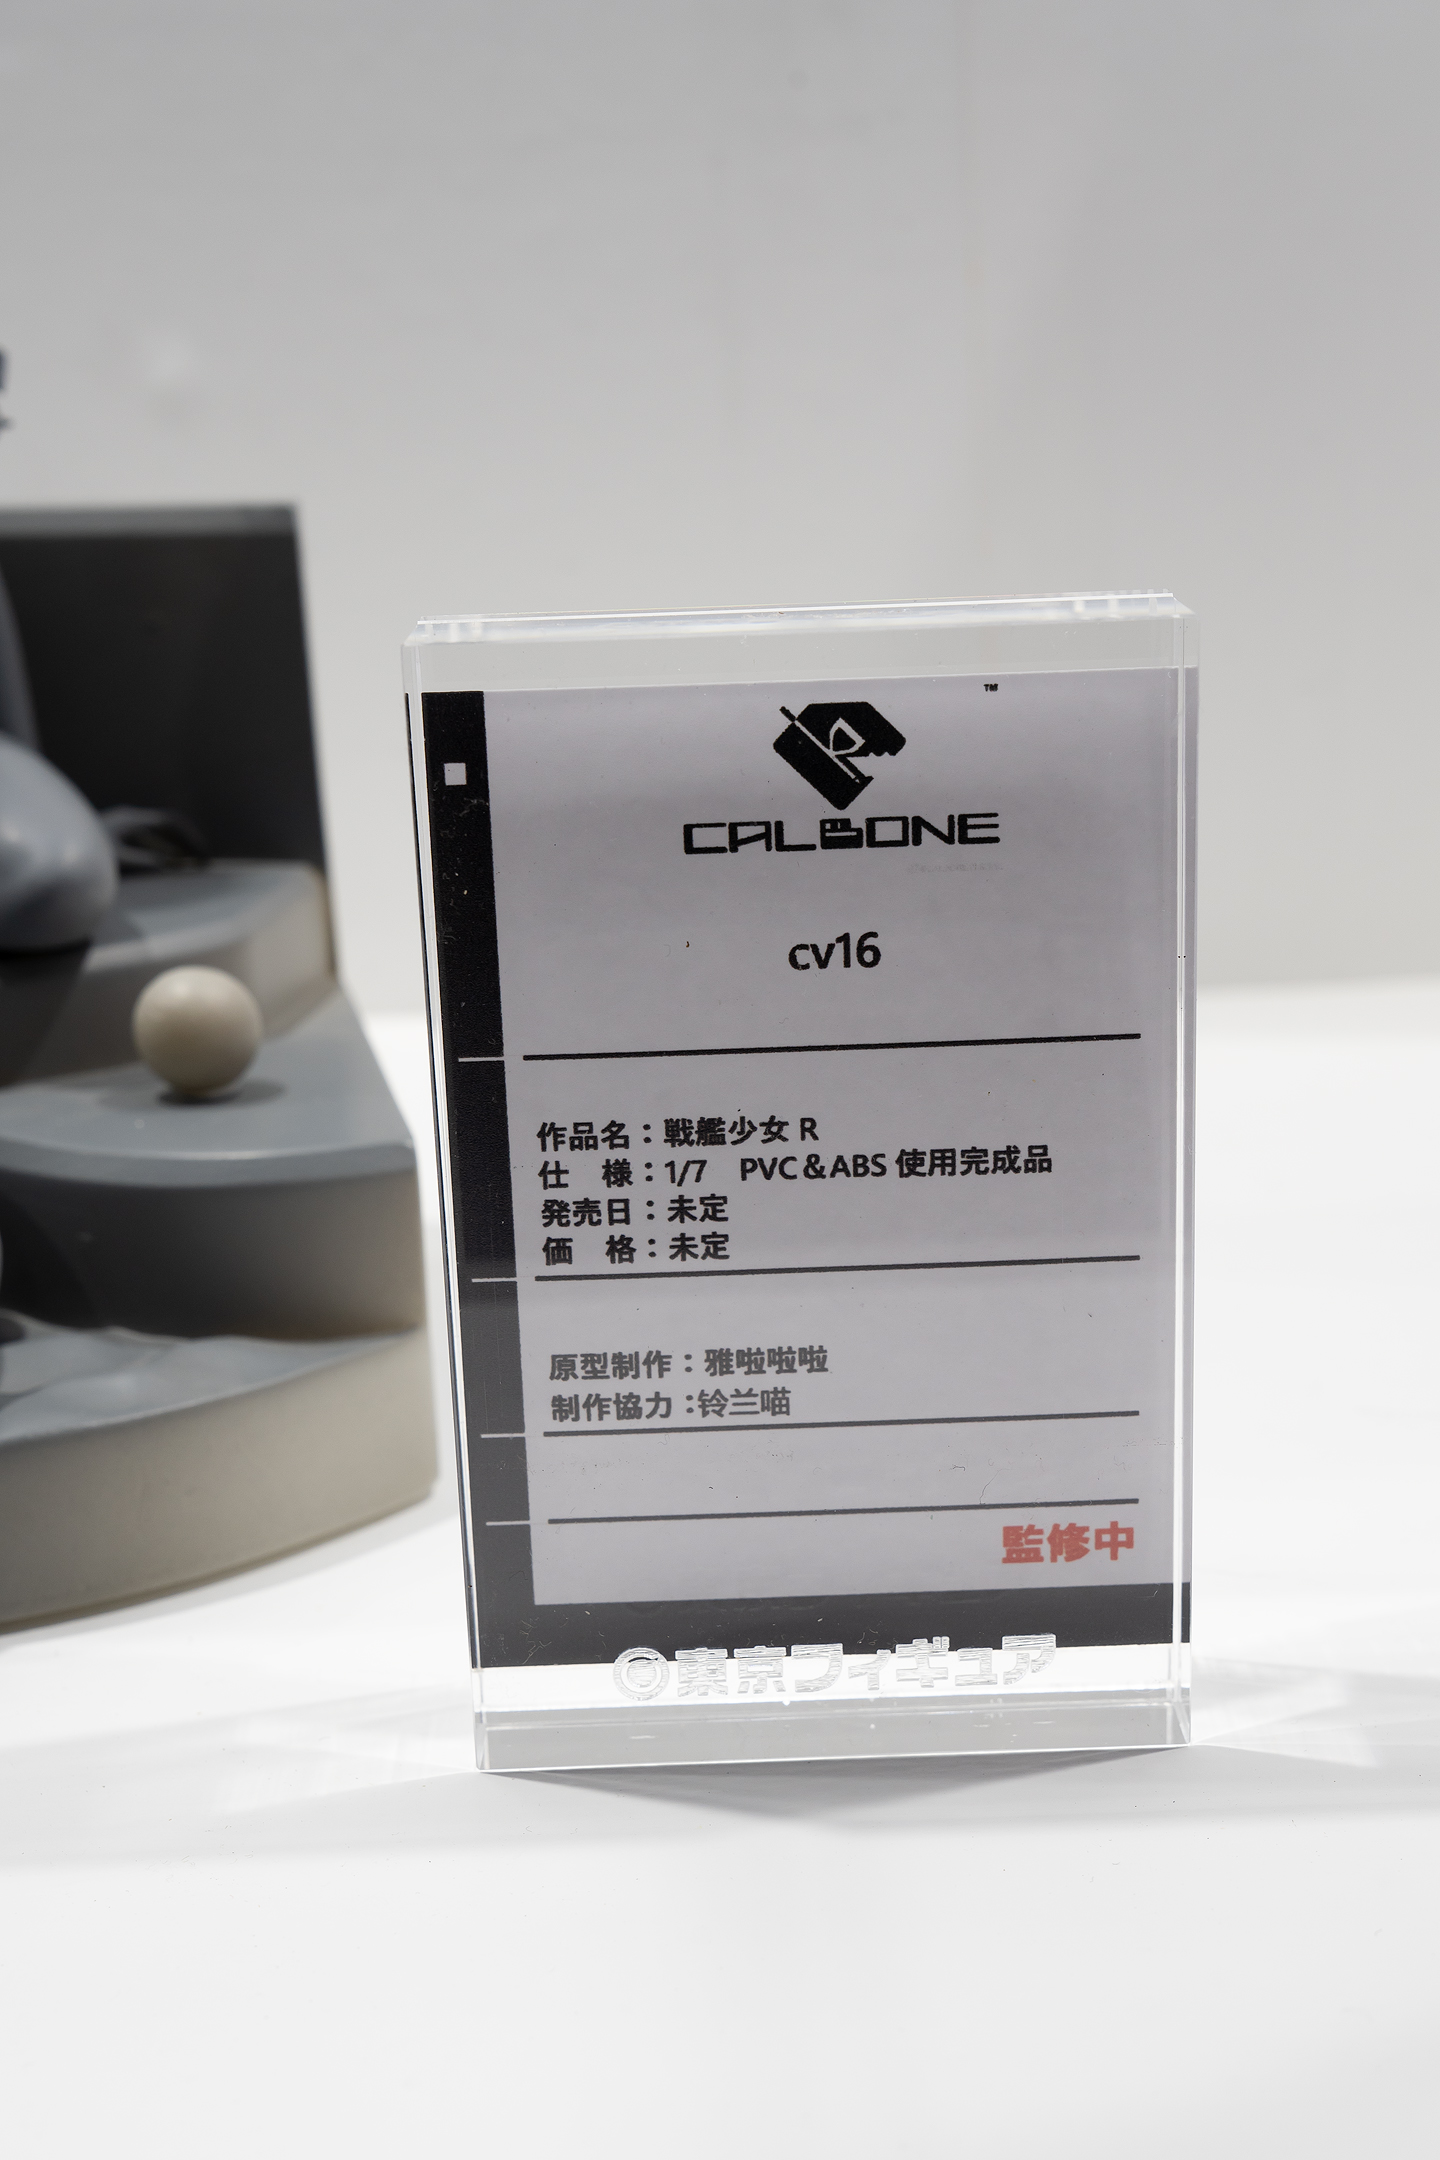 TM
CALBONE
cv16
作品名：戦艦少女 R
仕　様：1/7　PVC＆ABS 使用完成品
発売日：未定
価　格：未定
原型制作：雅啦啦啦
制作協力：铃兰喵
監修中
©東京フィギュア